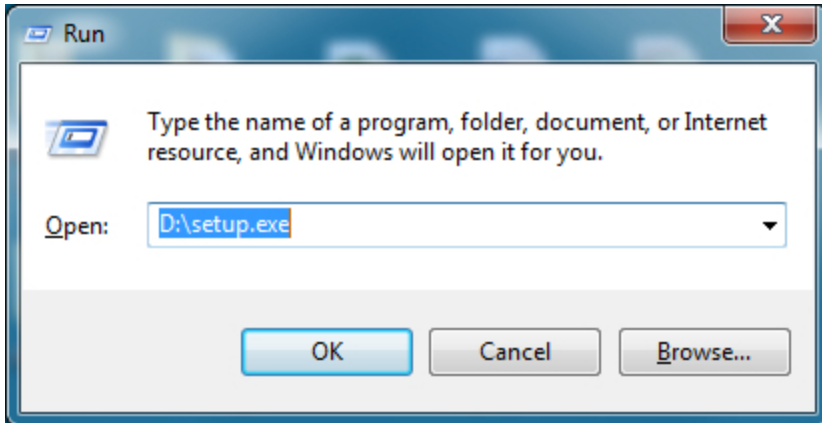 Run
Type the name of a program, folder, document, or Internet
resource, and Windows will open it for you.
Open: D:\setup.exe
OK Cancel Browse...